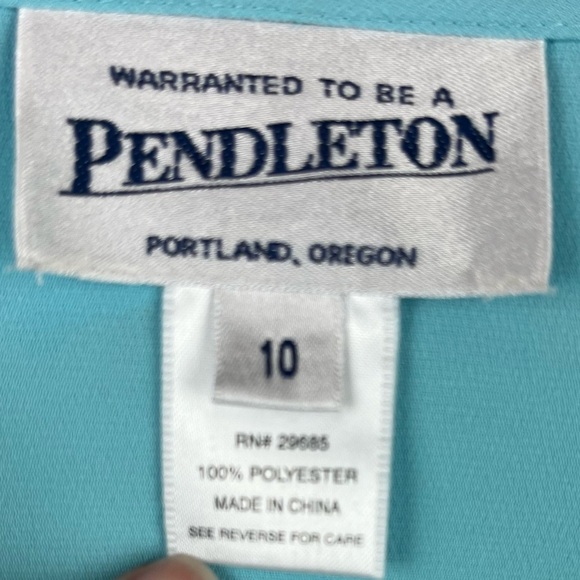 WARRANTED TO BE A
PENDLETON
PORTLAND, OREGON
10
RN# 29685
100% POLYESTER
MADE IN CHINA
SEE REVERSE FOR CARE